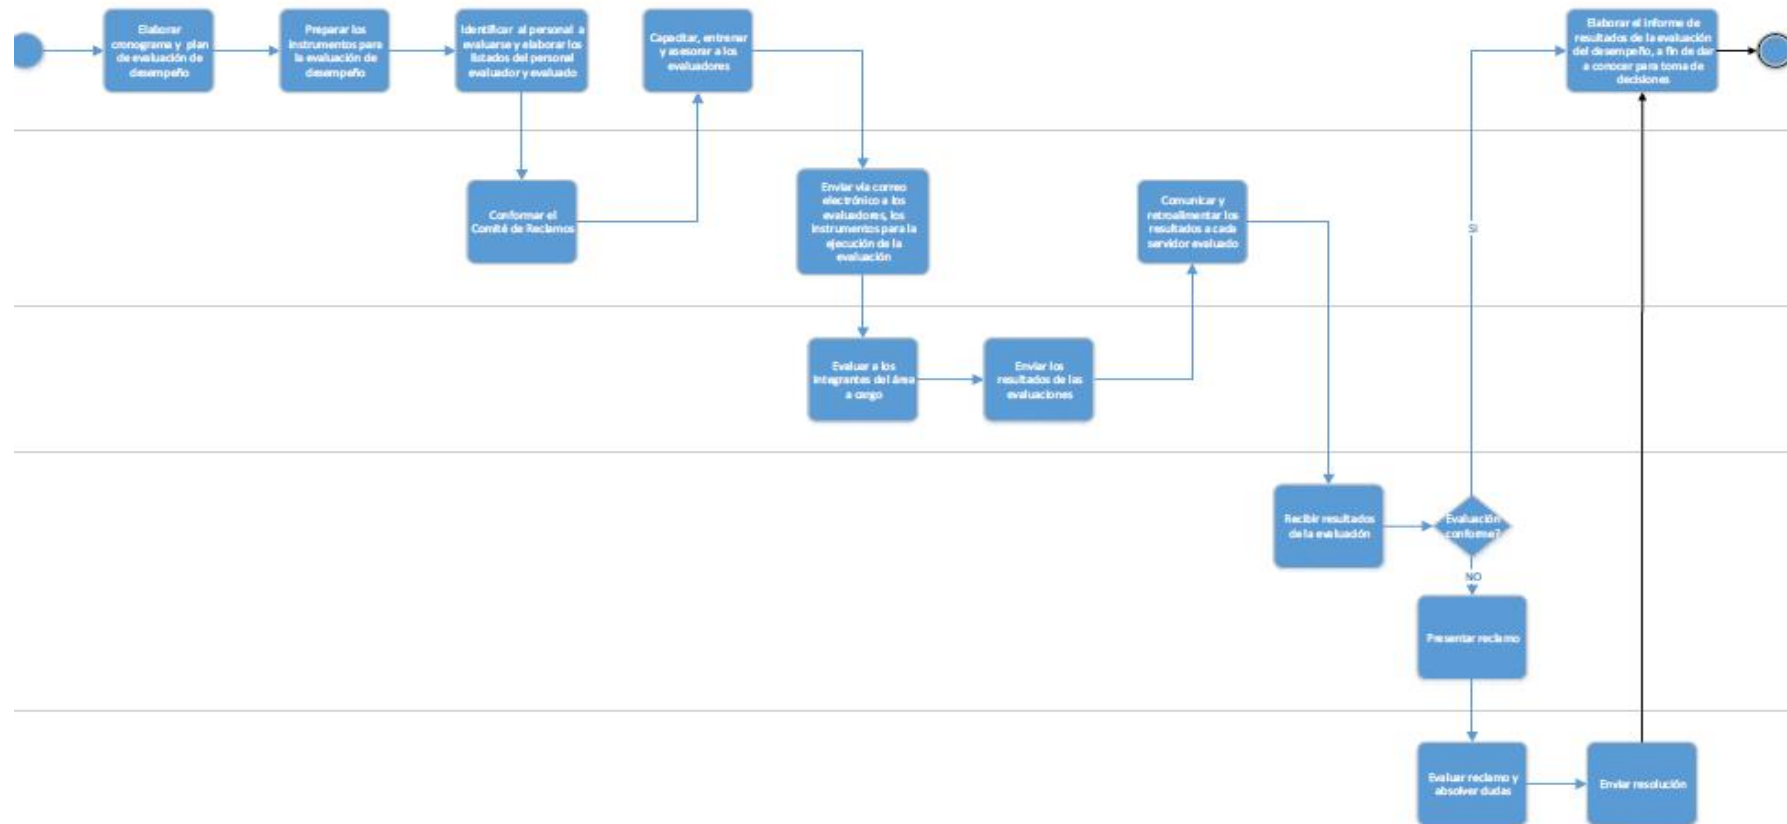 Elaborar
cronograma y plan
de evaluación de
desempeño
Preparar los
instrumentos para
la evaluación de
desempeño
Identificar al personal a
evaluarse y elaborar los
listados del personal
evaluador y evaluado
Capacitar, entrenar
y asesorar a los
evaluadores
Elaborar el informe de
resultados de la evaluación
del desempeño, a fin de dar
a conocer para toma de
decisiones
Conformar el
Comité de Reclamos
Enviar vía correo
electrónico a los
evaluadores, los
instrumentos para la
ejecución de la
evaluación
Comunicar y
retroalimentar los
resultados a cada
servidor evaluado
SI
Evaluar a los
integrantes del área
a cargo
Enviar los
resultados de las
evaluaciones
Recibir resultados
de la evaluación
Evaluación
conforme?
NO
Presentar reclamo
Evaluar reclamo y
absolver dudas
Enviar resolución